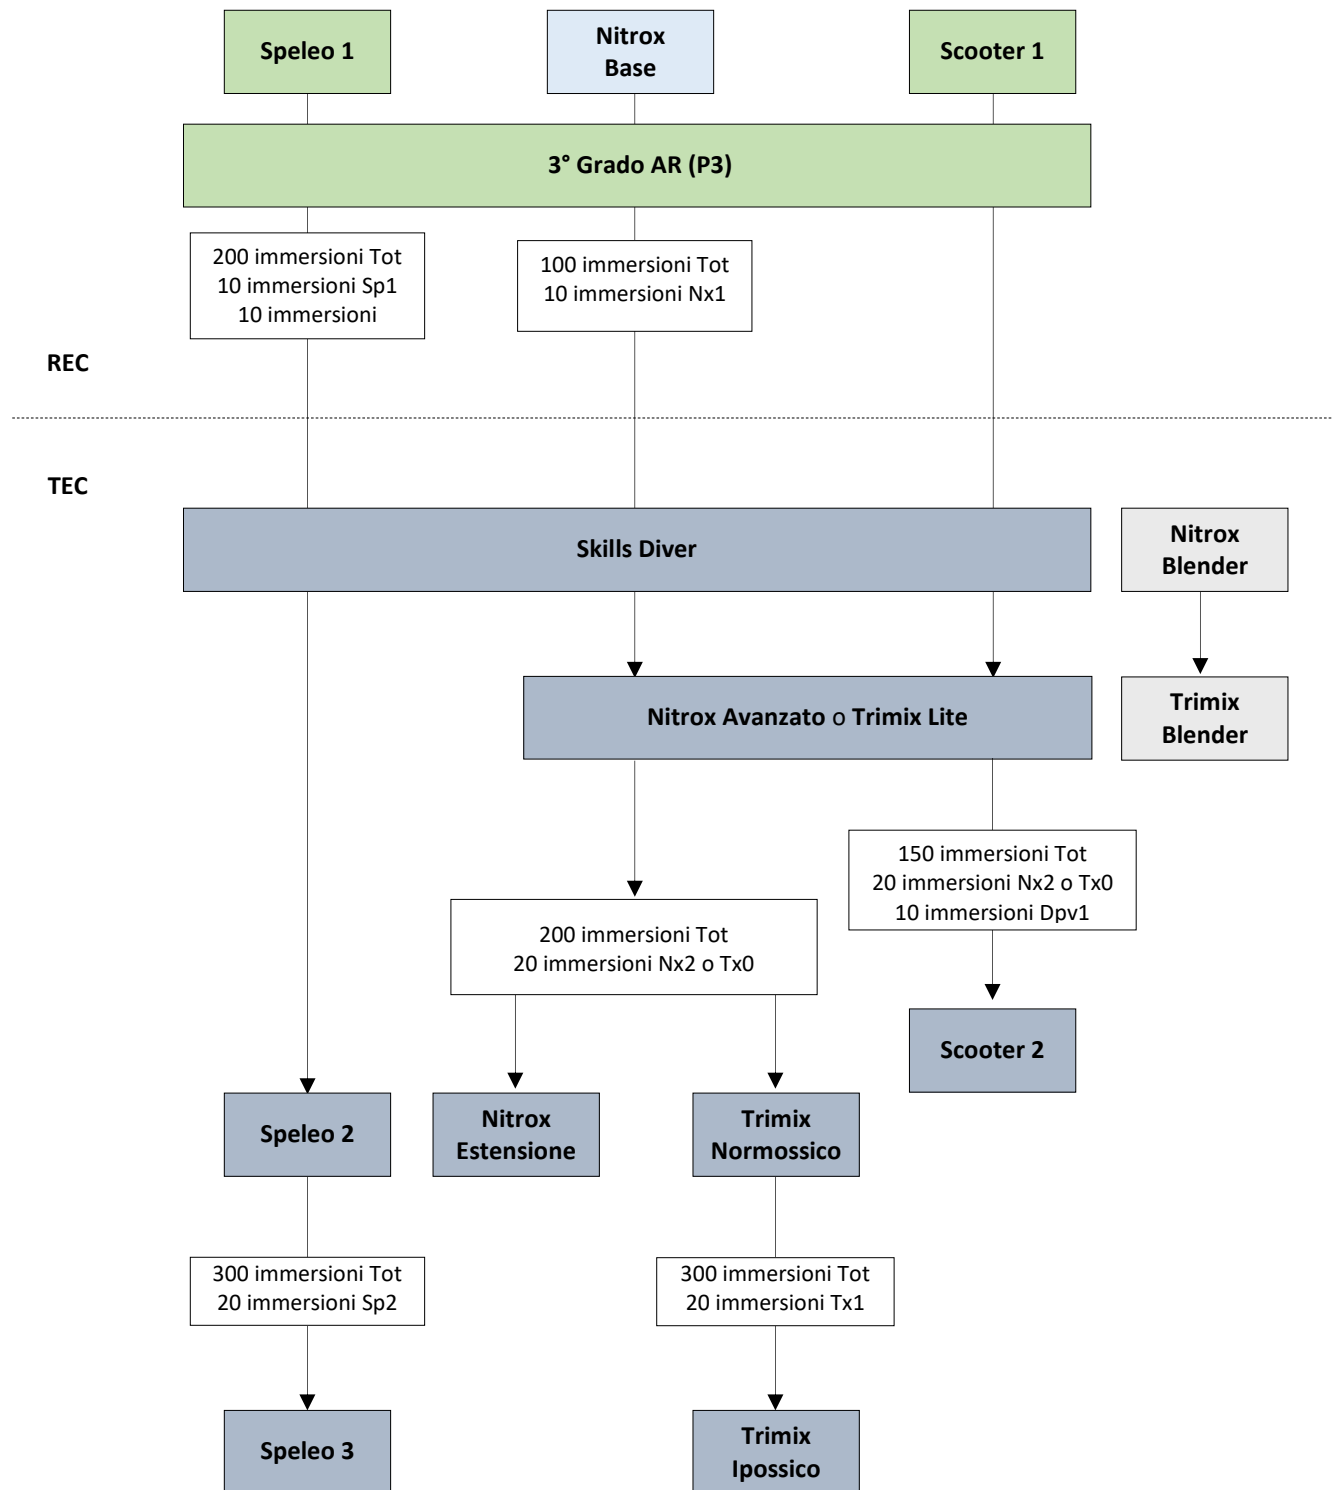 Speleo 1
Nitrox
Base
Scooter 1
3° Grado AR (P3)
200 immersioni Tot
10 immersioni Sp1
10 immersioni
100 immersioni Tot
10 immersioni Nx1
REC
TEC
Skills Diver
Nitrox
Blender
Nitrox Avanzato o Trimix Lite
Trimix
Blender
150 immersioni Tot
20 immersioni Nx2 o Tx0
10 immersioni Dpv1
200 immersioni Tot
20 immersioni Nx2 o Tx0
Scooter 2
Speleo 2
Nitrox
Estensione
Trimix
Normossico
300 immersioni Tot
20 immersioni Sp2
300 immersioni Tot
20 immersioni Tx1
Speleo 3
Trimix
Ipossico